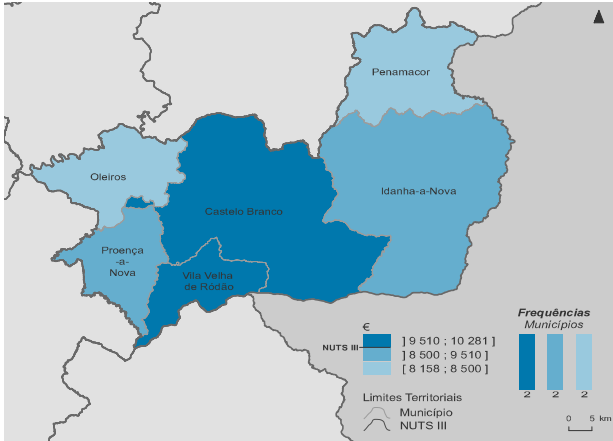 Penamacor
Oleiros
Idanha-a-Nova
Castelo Branco
Proença
-a-
Nova
Vila Velha
de Ródão
€
NUTS III
] 9 510 ; 10 281 ]
] 8 500 ; 9 510 ]
[ 8 158 ; 8 500 ]
Limites Territoriais
Município
NUTS III
Frequências
Municípios
2 2 2
0 5 km